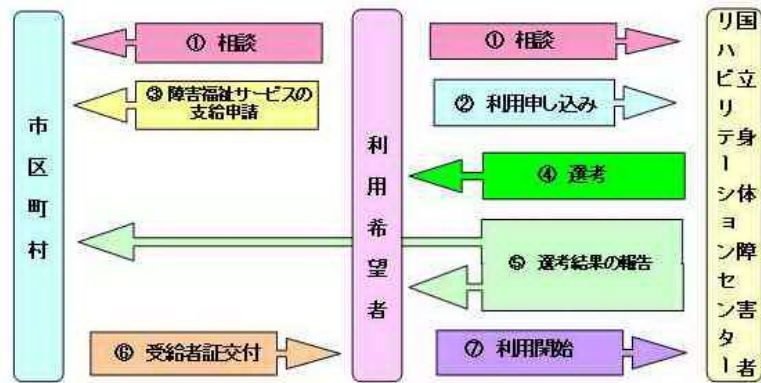 市区町村
① 相談
③ 障害福祉サービスの
支給申請
⑥ 受給者証交付
利用希望者
① 相談
② 利用申し込み
④ 選考
⑤ 選考結果の報告
⑦ 利用開始
国立身体障害者
リハビリテーションセンター